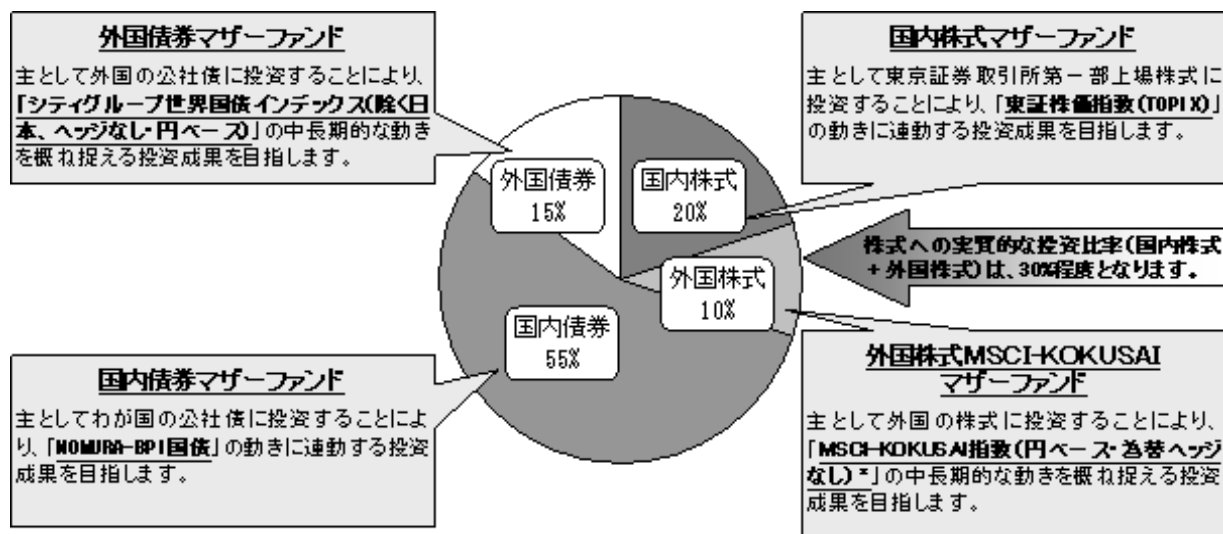 外国債券マザーファンド
主として外国の公社債に投資することにより、
「シティグループ世界国債インデックス(除く日
本、ヘッジなし・円ベース)」の中長期的な動き
を概ね捉える投資成果を目指します。
国内株式マザーファンド
主として東京証券取引所第一部上場株式に
投資することにより、「東証株価指数(TOPIX)」
の動きに連動する投資成果を目指します。
外国債券
15%
国内株式
20%
株式への実質的な投資比率(国内株式
+外国株式)は、30%程度となります。
外国株式
10%
国内債券
55%
国内債券マザーファンド
主としてわが国の公社債に投資することによ
り、「NOMURA-BPI国債」の動きに連動する投資
成果を目指します。
外国株式MSCI-KOKUSAI
マザーファンド
主として外国の株式に投資することにより、
「MSCI-KOKUSAI指数(円ベース・為替ヘッジ
なし)*」の中長期的な動きを概ね捉える投資
成果を目指します。